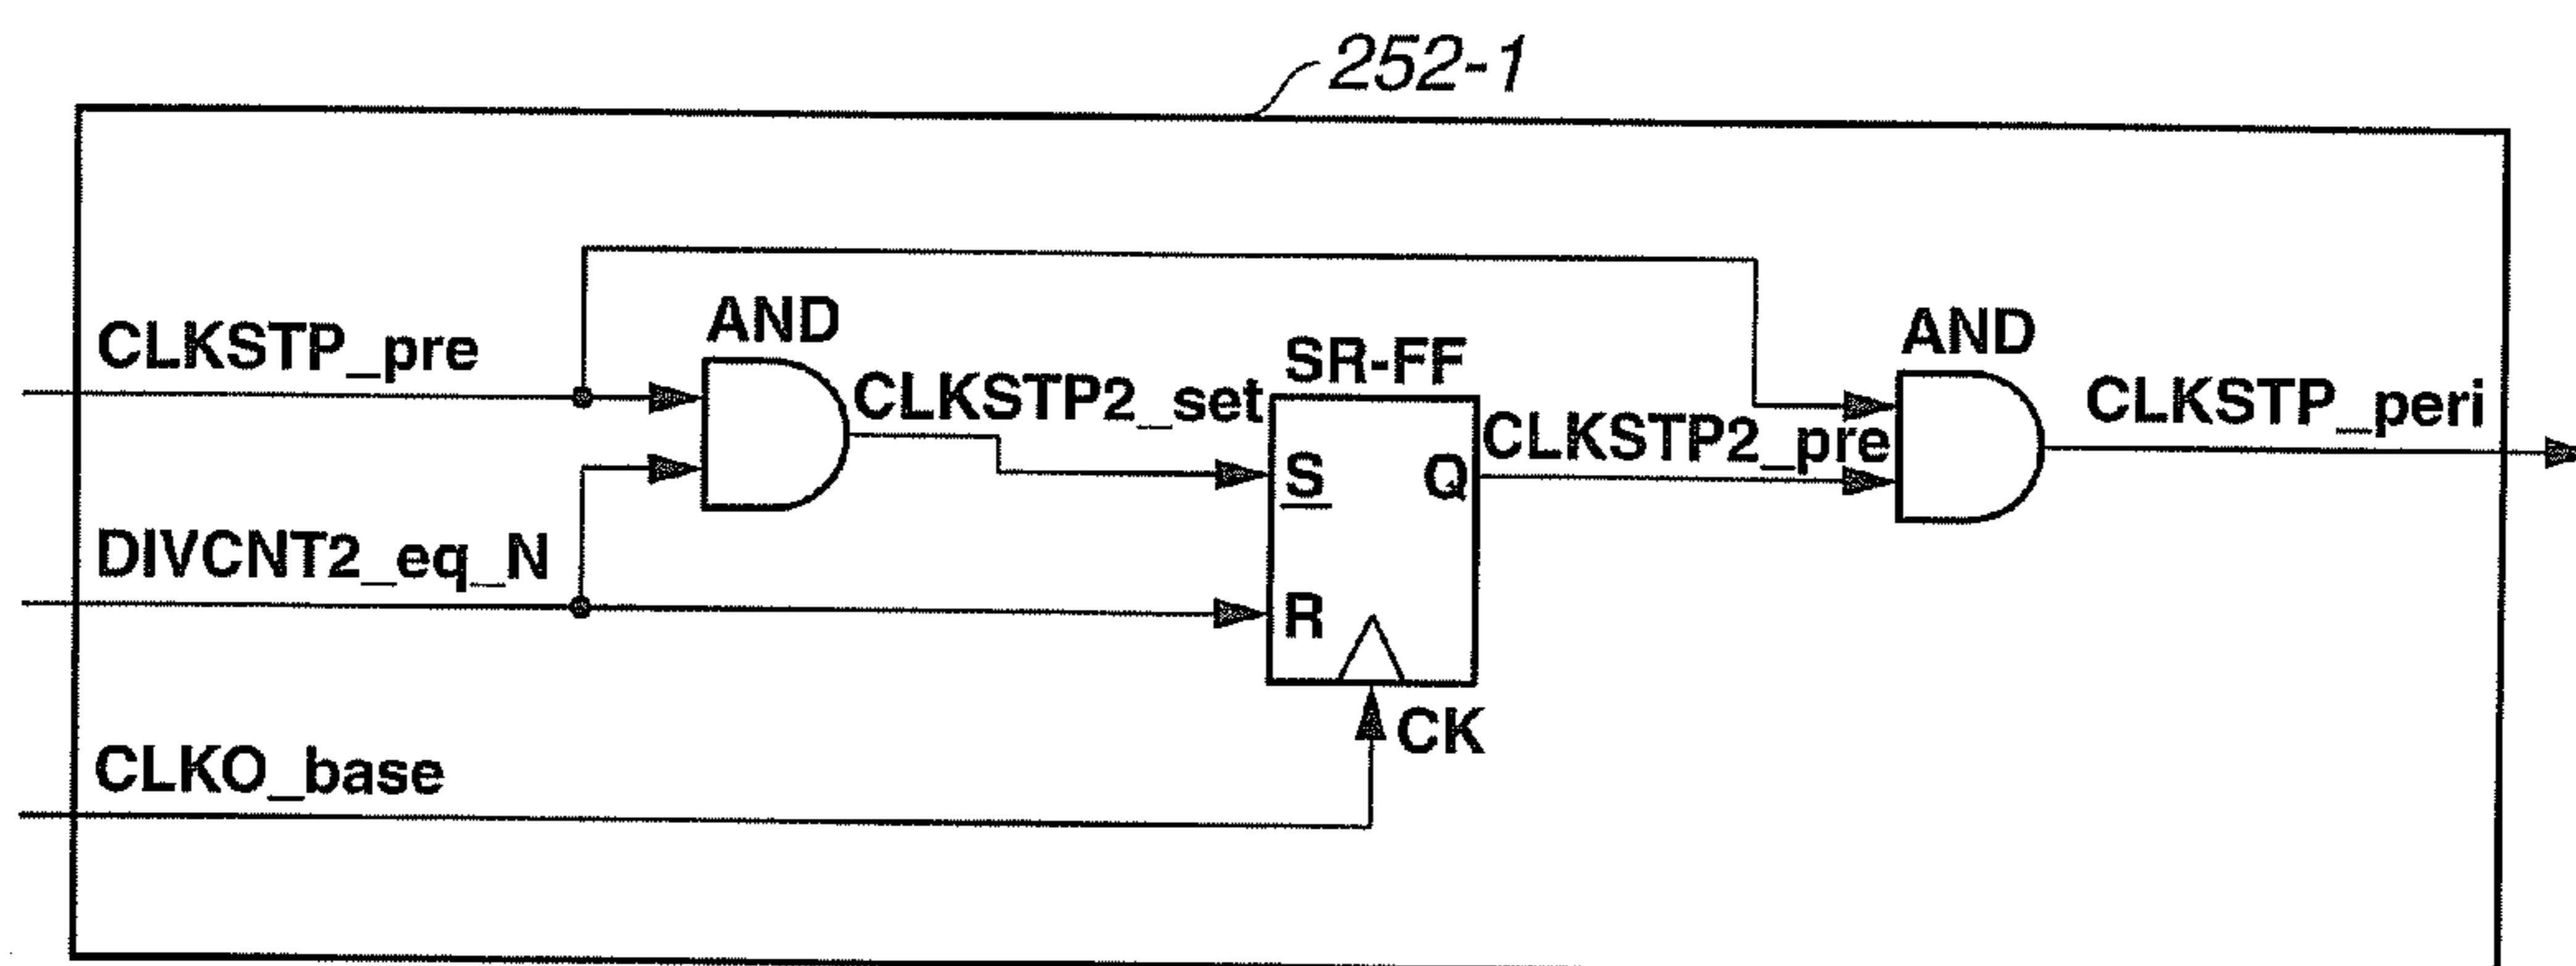 252-1
AND
AND
CLKSTP_pre
CLKSTP2_set
SR-FF
CLKSTP2_pre
CLKSTP_peri
S
Q
DIVCNT2_eq_N
R
CK
CLKO_base